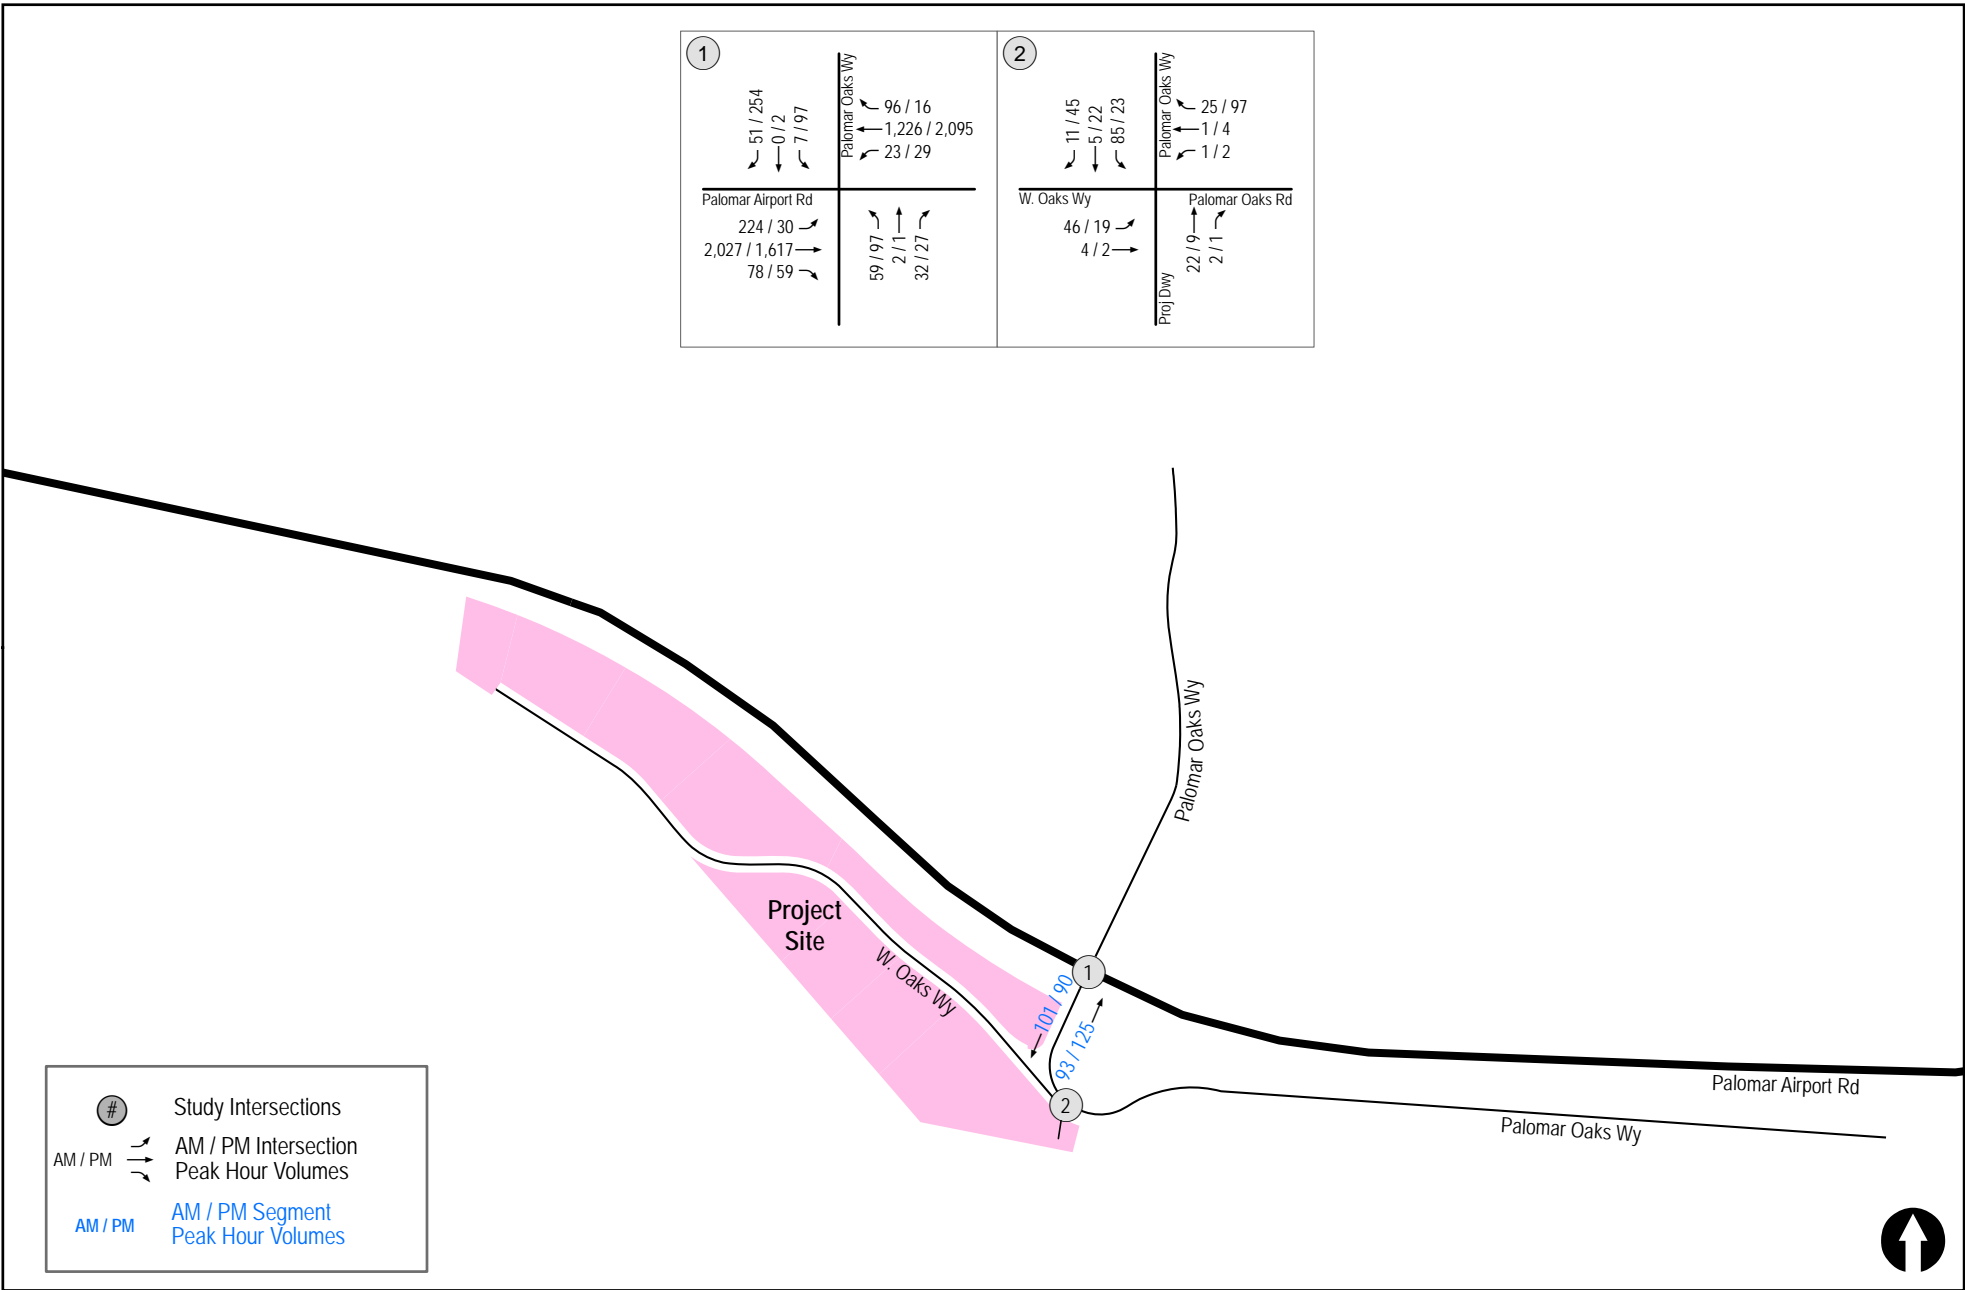 1
51 / 254
0 / 2
7 / 97
Palomar Oaks Wy
96 / 16
1,226 / 2,095
23 / 29
Palomar Airport Rd
224 / 30
2,027 / 1,617
78 / 59
59 / 97
2 / 1
32 / 27
2
11 / 45
5 / 22
85 / 23
Palomar Oaks Wy
25 / 97
1 / 4
1 / 2
W. Oaks Wy
Palomar Oaks Rd
46 / 19
4 / 2
22 / 9
2 / 1
Proj Dwy
Palomar Oaks Wy
Project
Site
W. Oaks Wy
1
101 / 90
93 / 125
2
Palomar Airport Rd
Palomar Oaks Wy
# Study Intersections
AM / PM
AM / PM Intersection
Peak Hour Volumes
AM / PM
AM / PM Segment
Peak Hour Volumes